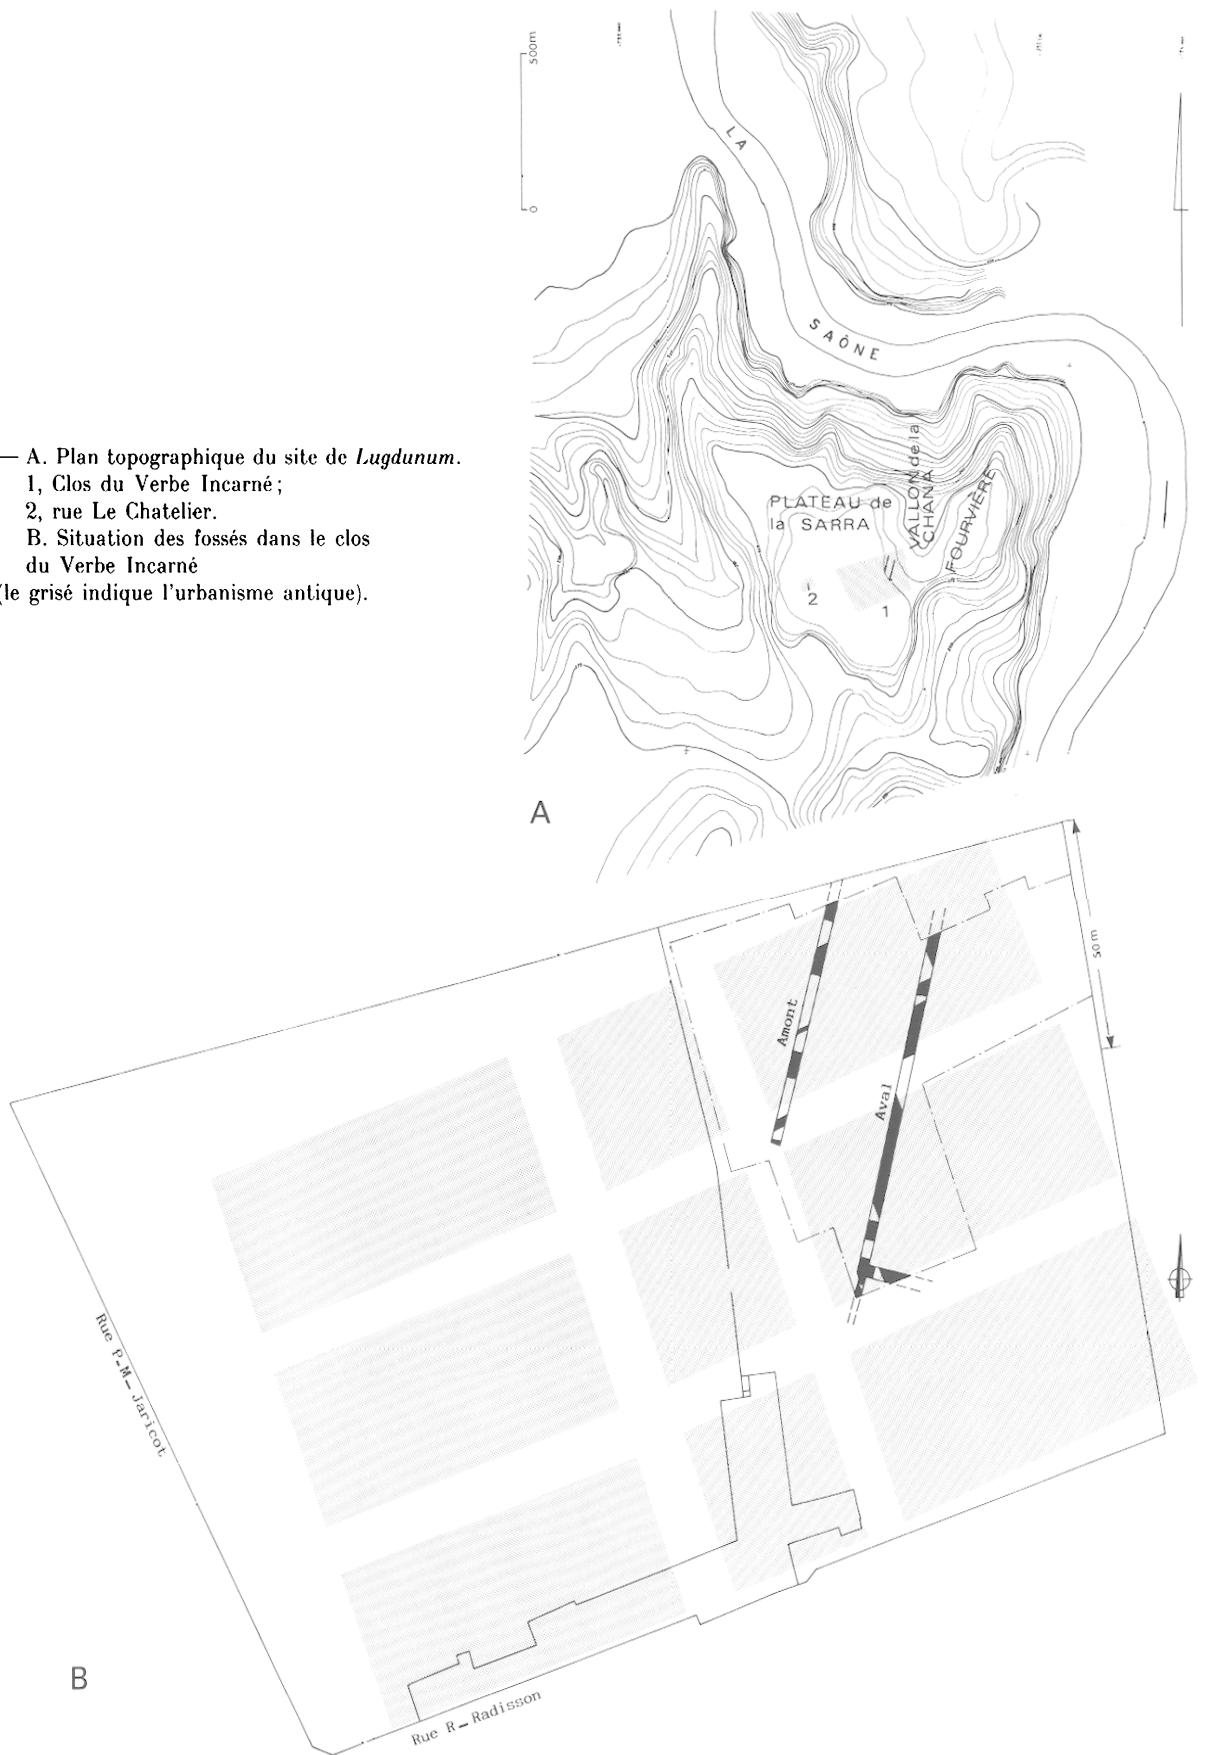 — A. Plan topographique du site de Lugdunum.
1, Clos du Verbe Incarné ;
2, rue Le Chatelier.
B. Situation des fossés dans le clos
du Verbe Incarné
(le grisé indique l'urbanisme antique).
500m
0
LA
SAÔNE
PLATEAU de
la SARRA
VALLON de la
CHANA
FOURVIÈRE
2
1
A
50m
Amont
Aval
Rue P-M-Jaricot
Rue R-Radisson
B